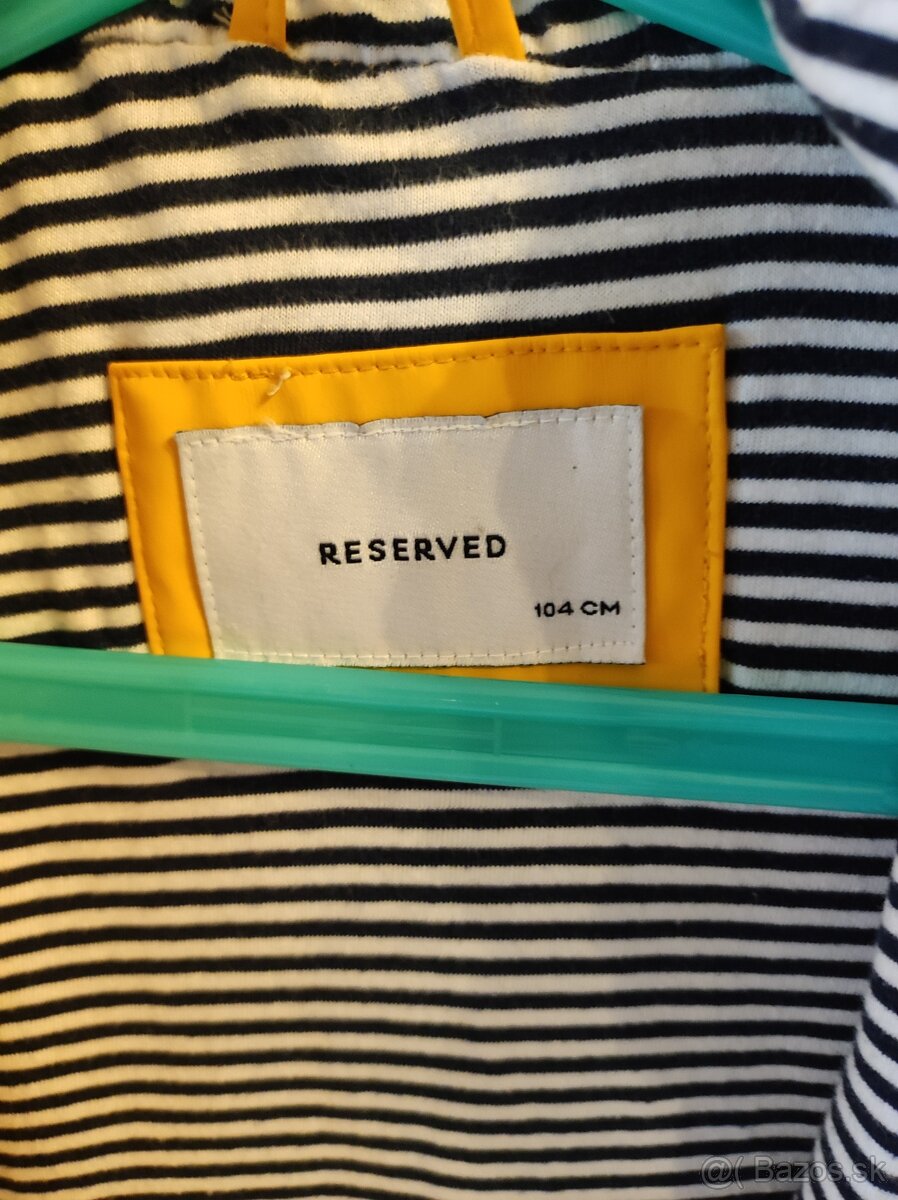 RESERVED
104 CM
@( Bazos.sk